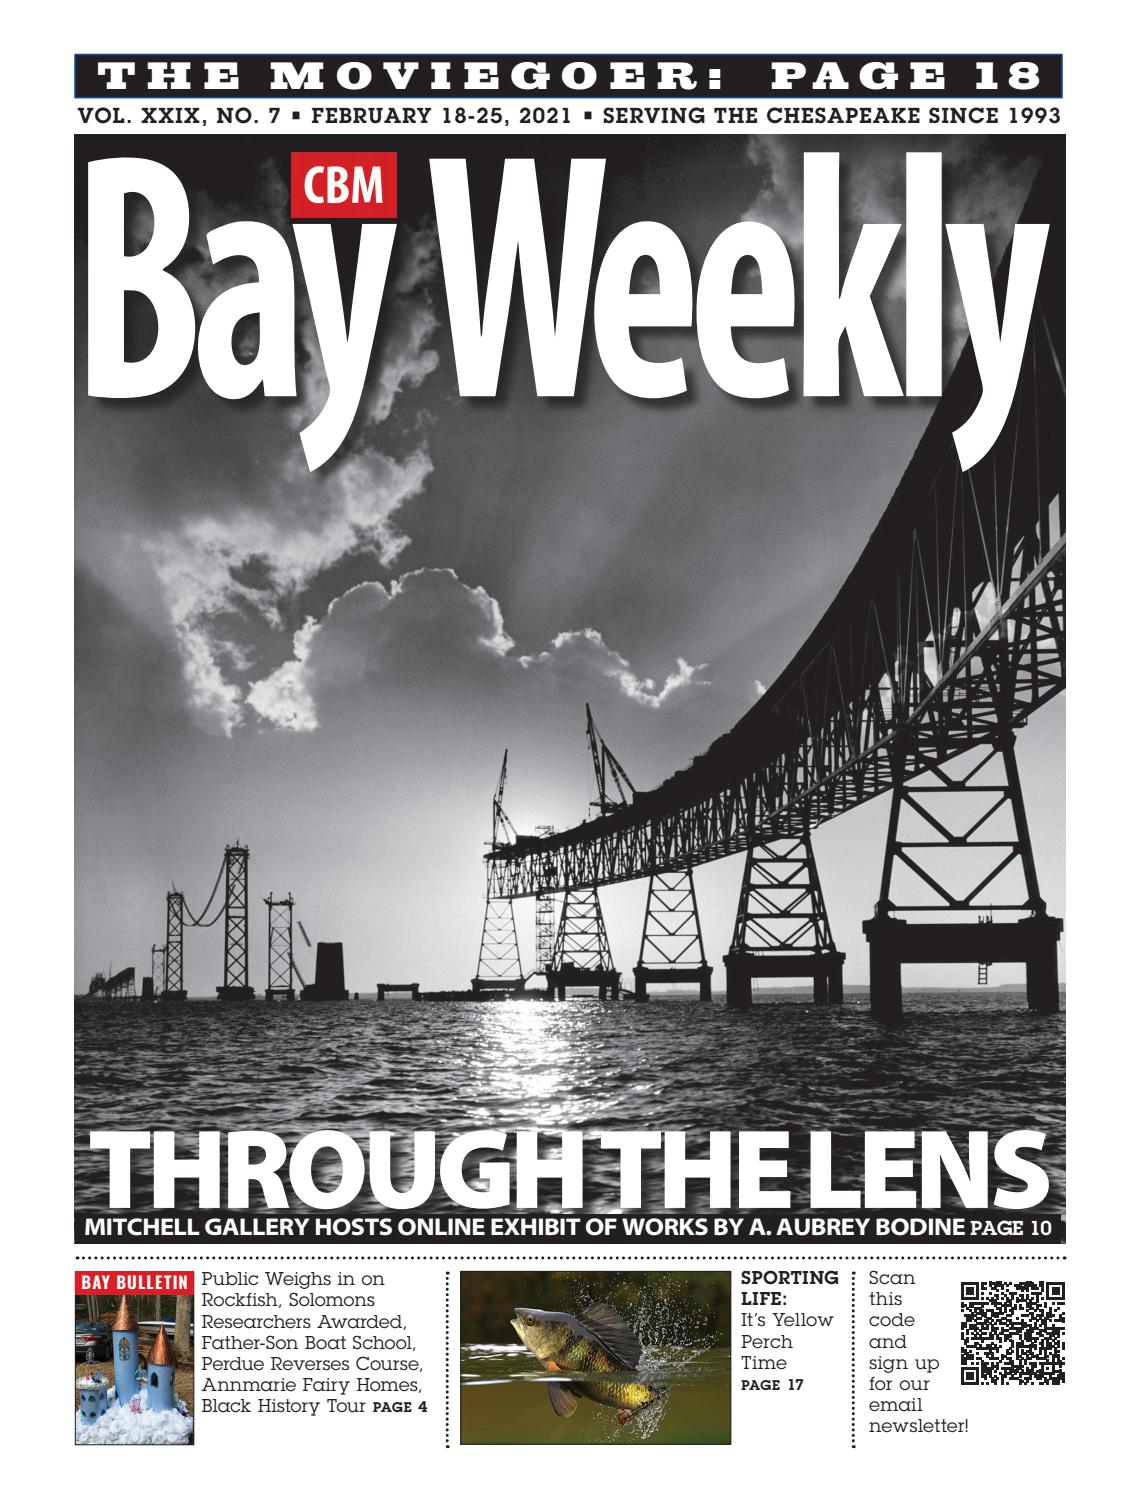 THE MOVIEGOER: PAGE 18
VOL. XXIX, NO. 7 ▪ FEBRUARY 18-25, 2021 ▪ SERVING THE CHESAPEAKE SINCE 1993
CBM
Bay Weekly
THROUGH THE LENS
MITCHELL GALLERY HOSTS ONLINE EXHIBIT OF WORKS BY A. AUBREY BODINE PAGE 10
BAY BULLETIN
Public Weighs in on
Rockfish, Solomons
Researchers Awarded,
Father-Son Boat School,
Perdue Reverses Course,
Annmarie Fairy Homes,
Black History Tour PAGE 4
SPORTING
LIFE:
It's Yellow
Perch
Time
PAGE 17
Scan
this
code
and
sign up
for our
email
newsletter!